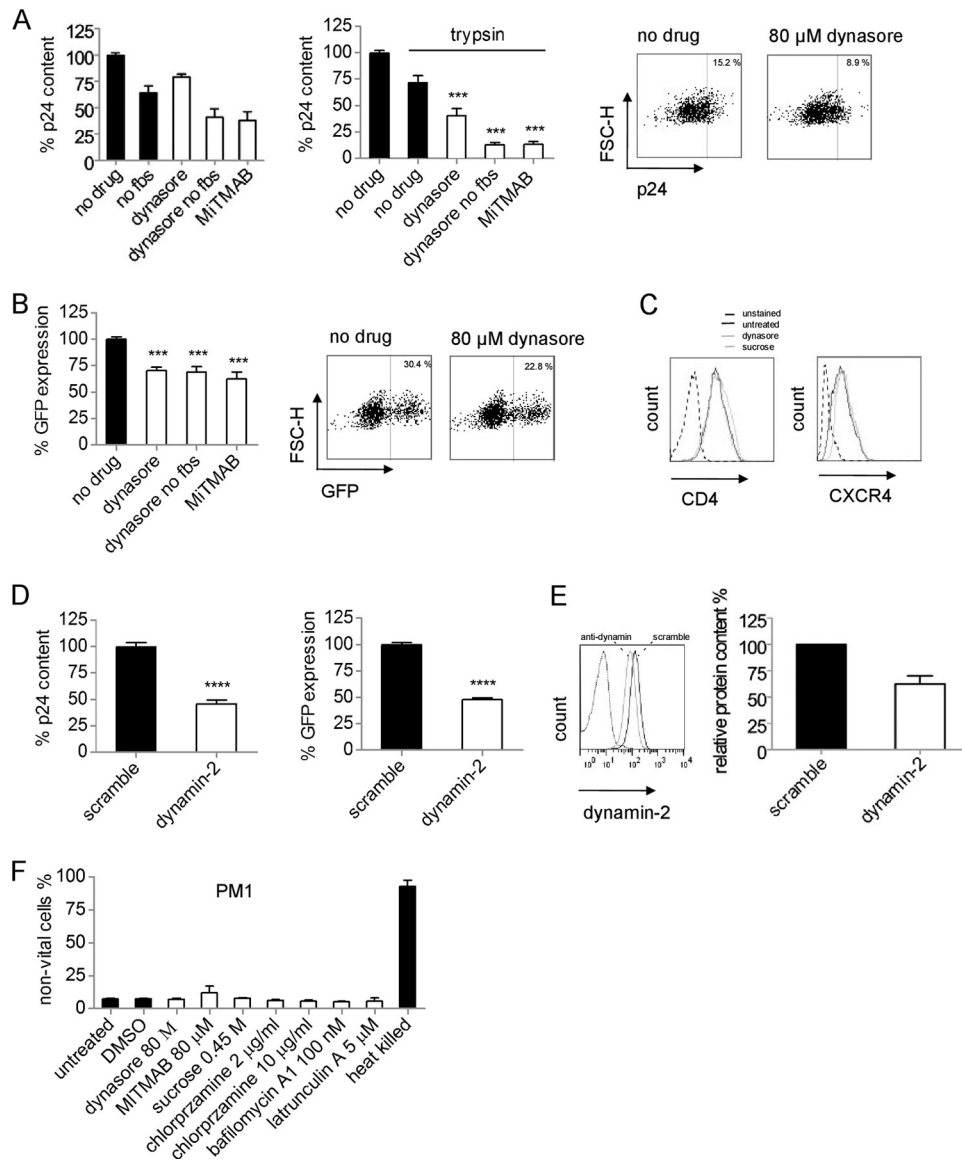 A
% p24 content
125
100
75
50
25
0
no drug
no fbs
dynasore
dynasore no fbs
MiTMAB
% p24 content
125
100
75
50
25
0
trypsin
***
***
***
no drug
no drug
dynasore
dynasore no fbs
MiTMAB
no drug
80 µM dynasore
15.2 %
8.9 %
FSC-H
p24
B
% GFP expression
125
100
75
50
25
0
***
***
***
no drug
dynasore
dynasore no fbs
MiTMAB
no drug
80 µM dynasore
30.4 %
22.8 %
FSC-H
GFP
C
unstained
untreated
dynasore
sucrose
count
CD4
count
CXCR4
D
% p24 content
125
100
75
50
25
0
****
scramble
dynamin-2
% GFP expression
125
100
75
50
25
0
****
scramble
dynamin-2
E
anti-dynamin
scramble
count
10⁰ 10¹ 10² 10³ 10⁴
dynamin-2
relative protein content %
125
100
75
50
25
0
scramble
dynamin-2
F
PM1
non-vital cells %
100
75
50
25
0
untreated
DMSO
dynasore 80 M
MITMAB 80 µM
sucrose 0.45 M
chlorprzamine 2 µg/ml
chlorprzamine 10 µg/ml
bafilomycin A1 100 nM
latrunculin A 5 µM
heat killed